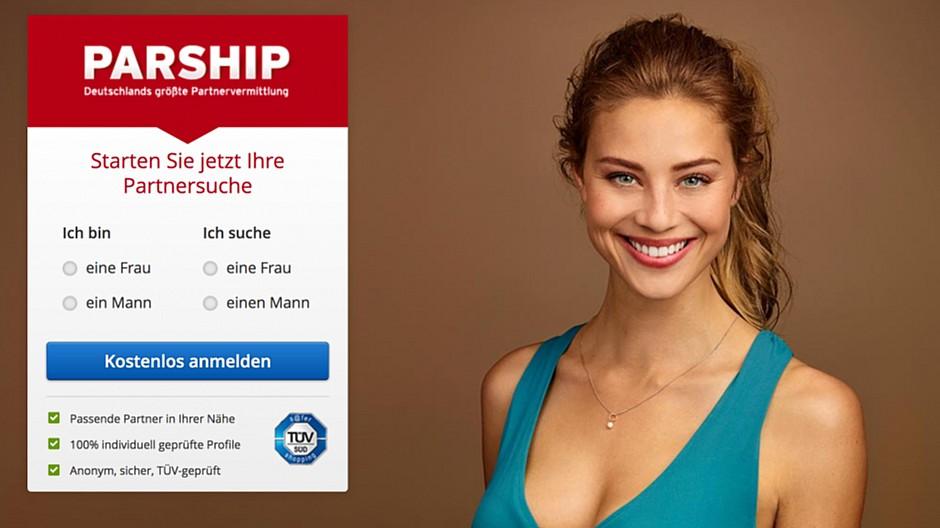 PARSHIP
Deutschlands größte Partnervermittlung
Starten Sie jetzt Ihre
Partnersuche
Ich bin
Ich suche
eine Frau
eine Frau
ein Mann
einen Mann
Kostenlos anmelden
Passende Partner in Ihrer Nähe
100% individuell geprüfte Profile
Anonym, sicher, TÜV-geprüft
s@fer
TÜV
SÜD
shopping